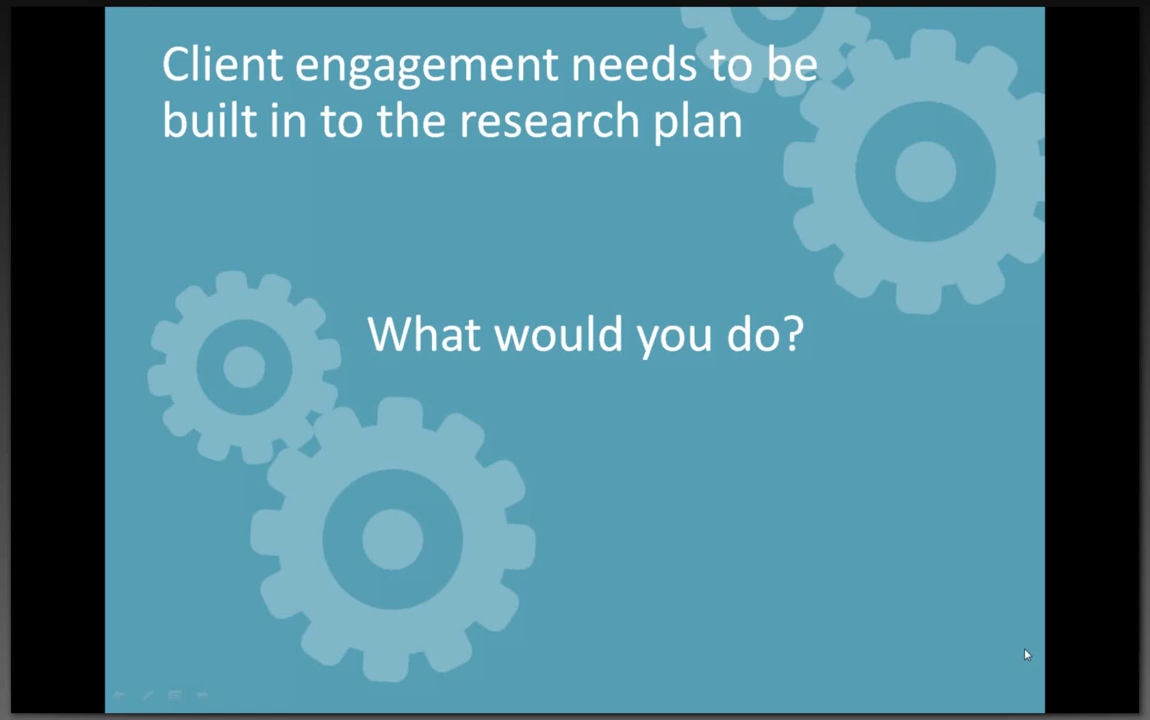 Client engagement needs to be
built in to the research plan
What would you do?